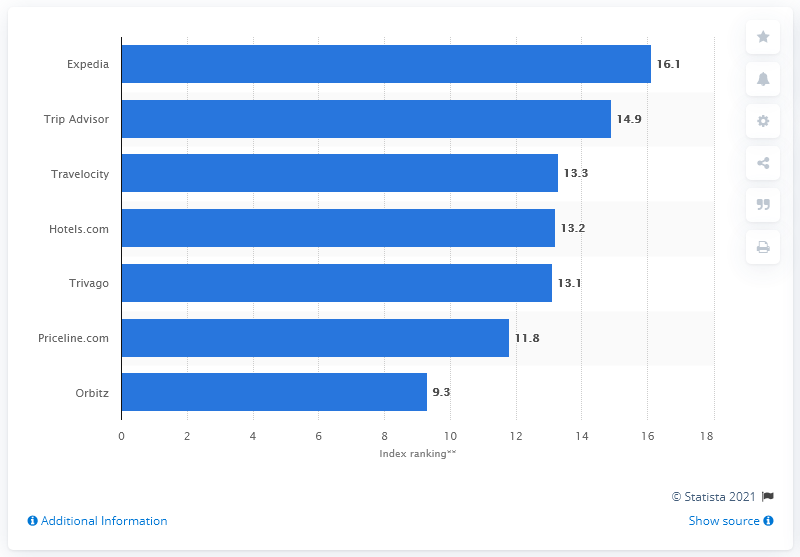 Expedia 16.1
Trip Advisor 14.9
Travelocity 13.3
Hotels.com 13.2
Trivago 13.1
Priceline.com 11.8
Orbitz 9.3
0 2 4 6 8 10 12 14 16 18
Index ranking**
© Statista 2021
Additional Information Show source